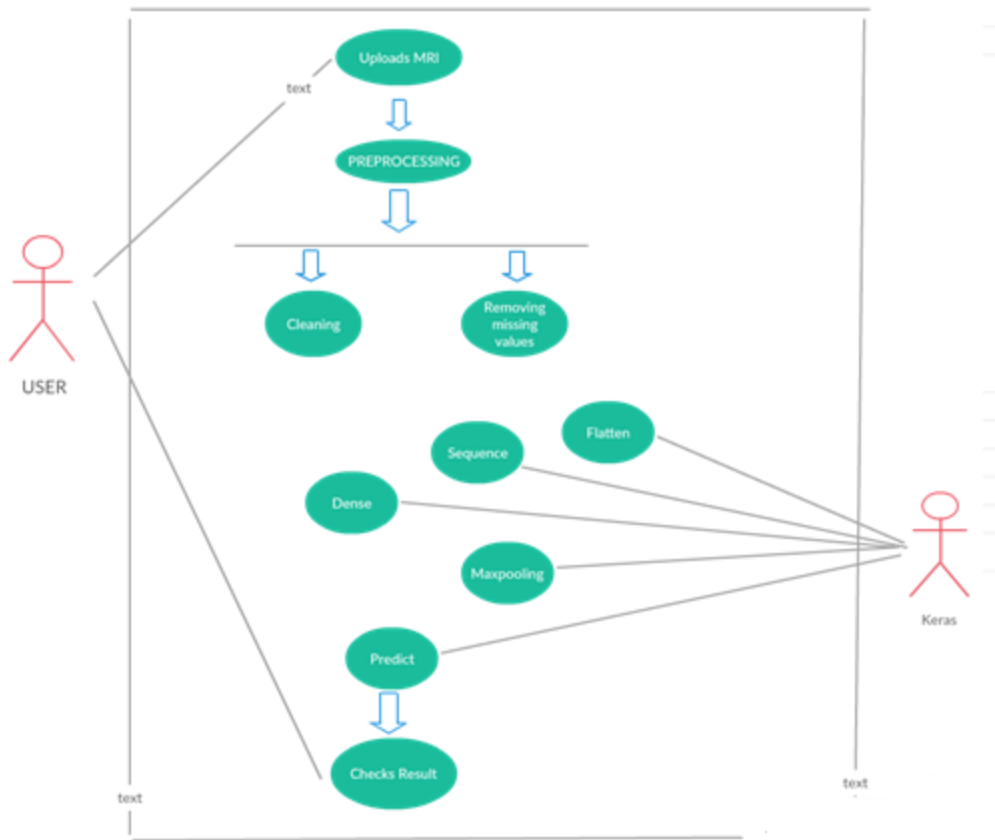 Uploads MRI
text
PREPROCESSING
Cleaning
Removing
missing
values
USER
Flatten
Sequence
Dense
Maxpooling
Keras
Predict
Checks Result
text
text